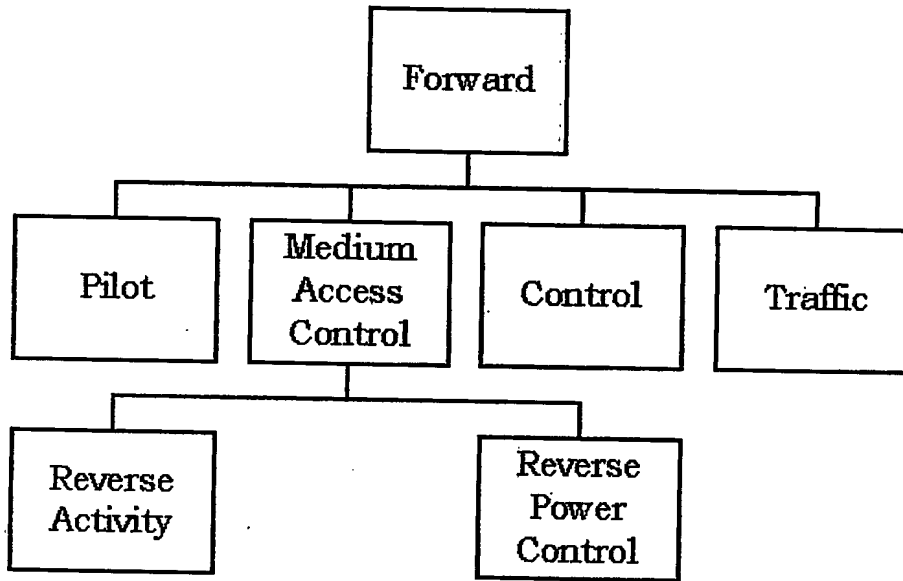 Forward
Pilot
Medium
Access
Control
Control
Traffic
Reverse
Activity
Reverse
Power
Control